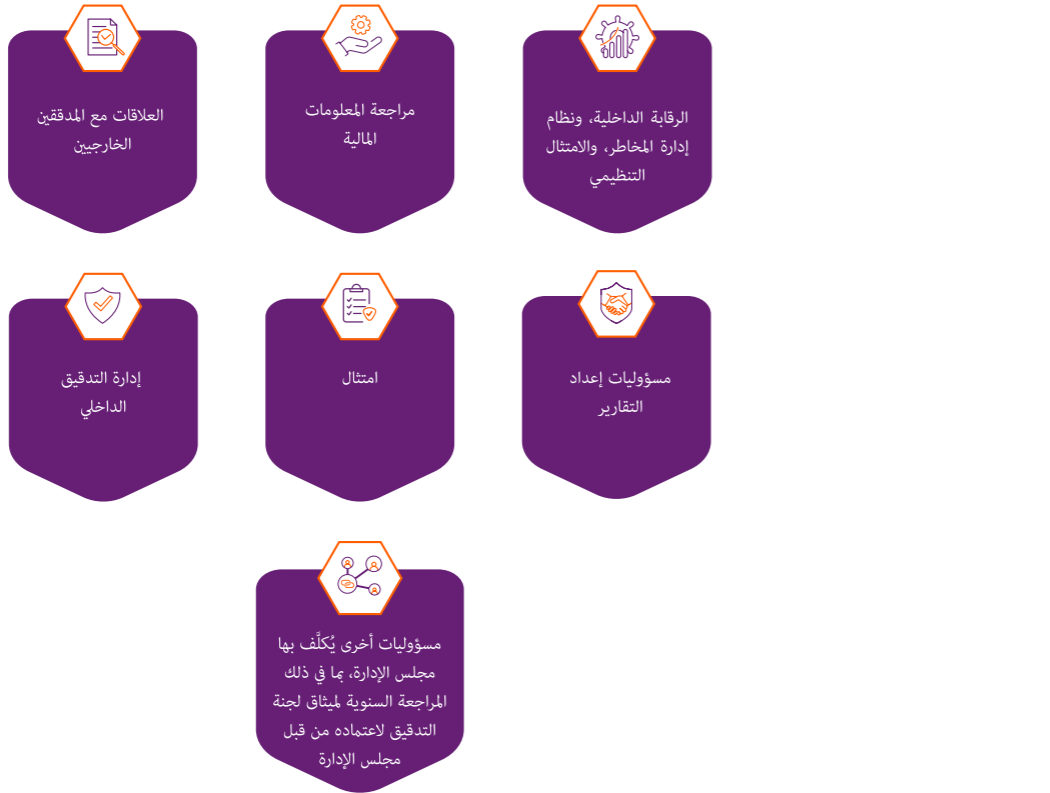 الرقابة الداخلية، ونظام
إدارة المخاطر، والامتثال
التنظيمي
مراجعة المعلومات
المالية
العلاقات مع المدققين
الخارجيين
مسؤوليات إعداد
التقارير
امتثال
إدارة التدقيق
الداخلي
مسؤوليات أخرى يُكلَّف بها
مجلس الإدارة، بما في ذلك
المراجعة السنوية لميثاق لجنة
التدقيق لاعتماده من قبل
مجلس الإدارة